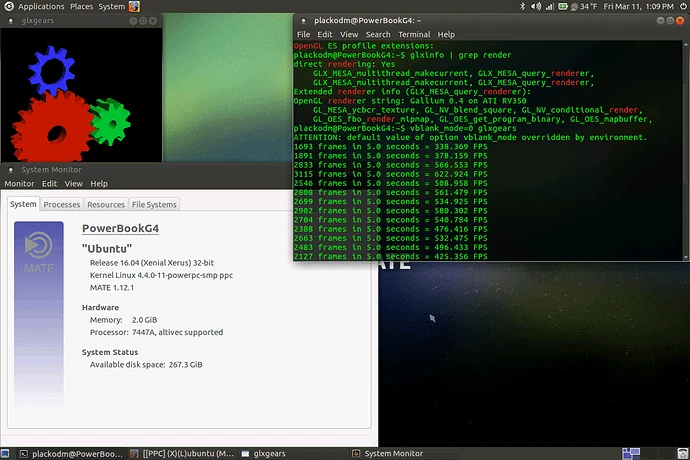 Applications Places System
34 °F Fri Mar 11, 1:09 PM
glxgears
plackodm@PowerBookG4: ~
File Edit View Search Terminal Help
OpenGL ES profile extensions:
plackodm@PowerBookG4:~$ glxinfo | grep render
direct rendering: Yes
GLX_MESA_multithread_makecurrent, GLX_MESA_query_renderer,
GLX_MESA_multithread_makecurrent, GLX_MESA_query_renderer,
Extended renderer info (GLX_MESA_query_renderer):
OpenGL renderer string: Gallium 0.4 on ATI RV350
GL_MESA_ycbcr_texture, GL_NV_blend_square, GL_NV_conditional_render,
GL_OES_fbo_render_mipmap, GL_OES_get_program_binary, GL_OES_mapbuffer,
plackodm@PowerBookG4:~$ vblank_mode=0 glxgears
ATTENTION: default value of option vblank_mode overridden by environment.
1693 frames in 5.0 seconds = 338.369 FPS
1891 frames in 5.0 seconds = 378.159 FPS
2833 frames in 5.0 seconds = 566.553 FPS
3115 frames in 5.0 seconds = 622.924 FPS
2546 frames in 5.0 seconds = 508.958 FPS
2808 frames in 5.0 seconds = 561.479 FPS
2699 frames in 5.0 seconds = 534.925 FPS
2902 frames in 5.0 seconds = 580.302 FPS
2704 frames in 5.0 seconds = 540.784 FPS
2388 frames in 5.0 seconds = 476.416 FPS
2663 frames in 5.0 seconds = 532.475 FPS
2483 frames in 5.0 seconds = 496.433 FPS
2127 frames in 5.0 seconds = 425.356 FPS
System Monitor
Monitor Edit View Help
System Processes Resources File Systems
MATE
PowerBookG4
"Ubuntu"
Release 16.04 (Xenial Xerus) 32-bit
Kernel Linux 4.4.0-11-powerpc-smp ppc
MATE 1.12.1
Hardware
Memory: 2.0 GiB
Processor: 7447A, altivec supported
System Status
Available disk space: 267.3 GiB
ATE
plackodm@PowerBoo... [[PPC] (X)(L)ubuntu (M... glxgears System Monitor